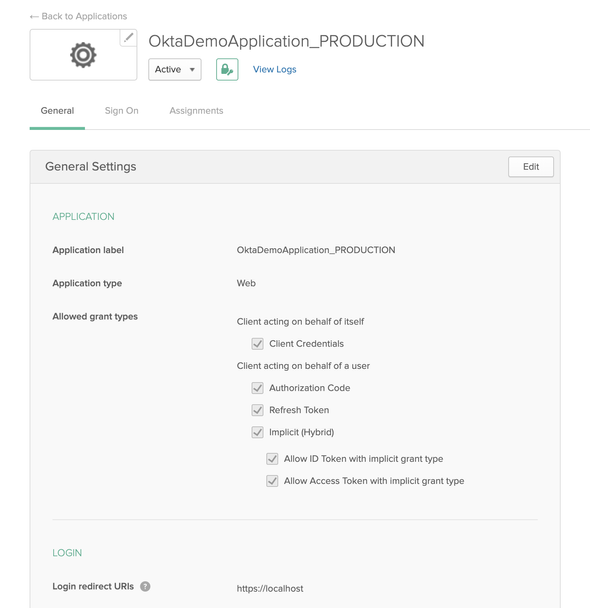 ← Back to Applications
OktaDemoApplication_PRODUCTION
Active
View Logs
General Sign On Assignments
General Settings Edit
APPLICATION
Application label OktaDemoApplication_PRODUCTION
Application type Web
Allowed grant types
Client acting on behalf of itself
Client Credentials
Client acting on behalf of a user
Authorization Code
Refresh Token
Implicit (Hybrid)
Allow ID Token with implicit grant type
Allow Access Token with implicit grant type
LOGIN
Login redirect URIs ? https://localhost